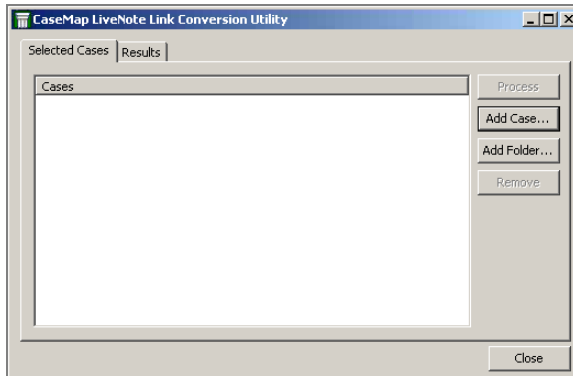 CaseMap LiveNote Link Conversion Utility
Selected Cases Results
Cases
Process
Add Case...
Add Folder...
Remove
Close